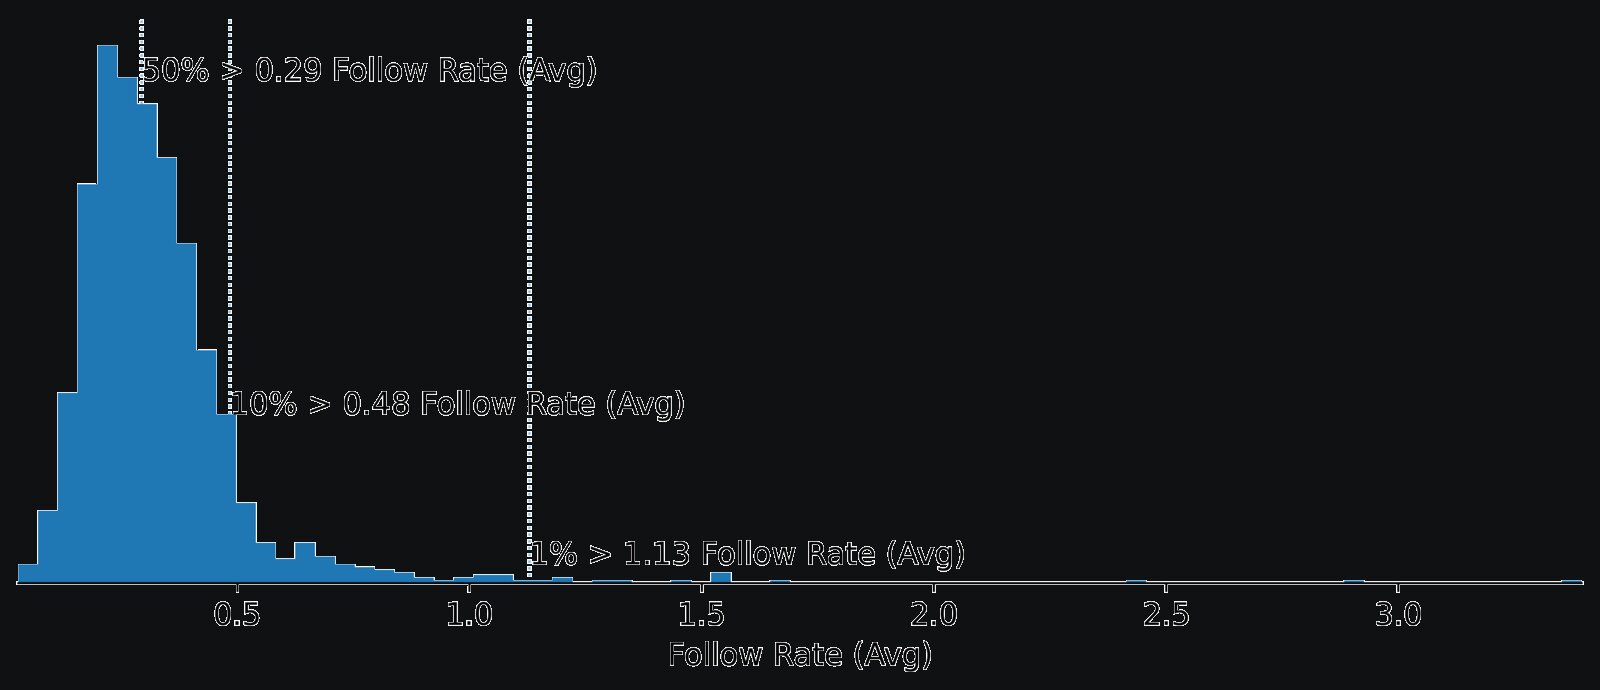 50% > 0.29 Follow Rate (Avg)
10% > 0.48 Follow Rate (Avg)
1% > 1.13 Follow Rate (Avg)
0.5 1.0 1.5 2.0 2.5 3.0
Follow Rate (Avg)